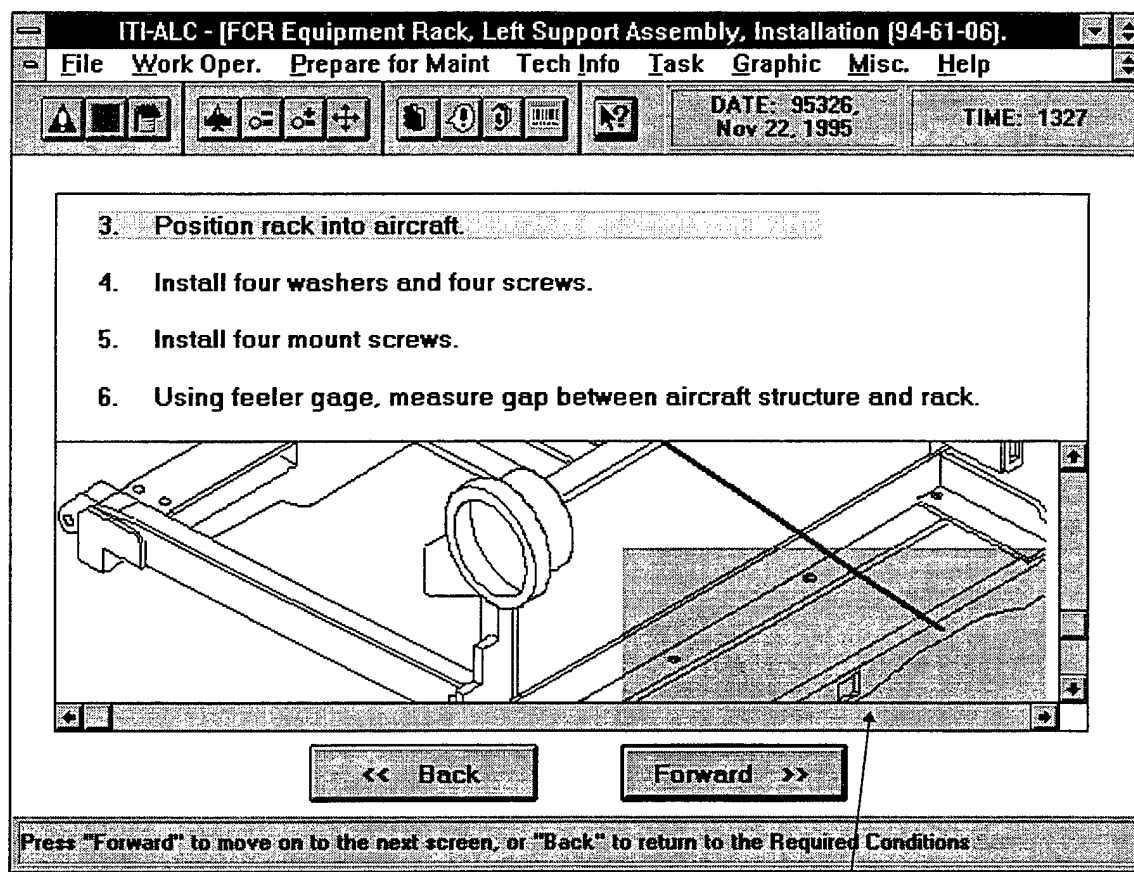 ITI-ALC - [FCR Equipment Rack, Left Support Assembly, Installation (94-61-06).
File Work Oper. Prepare for Maint Tech Info Task Graphic Misc. Help
DATE: 95326,
Nov 22, 1995
TIME: 1327
3. Position rack into aircraft.
4. Install four washers and four screws.
5. Install four mount screws.
6. Using feeler gage, measure gap between aircraft structure and rack.
<< Back
Forward >>
Press "Forward" to move on to the next screen, or "Back" to return to the Required Conditions